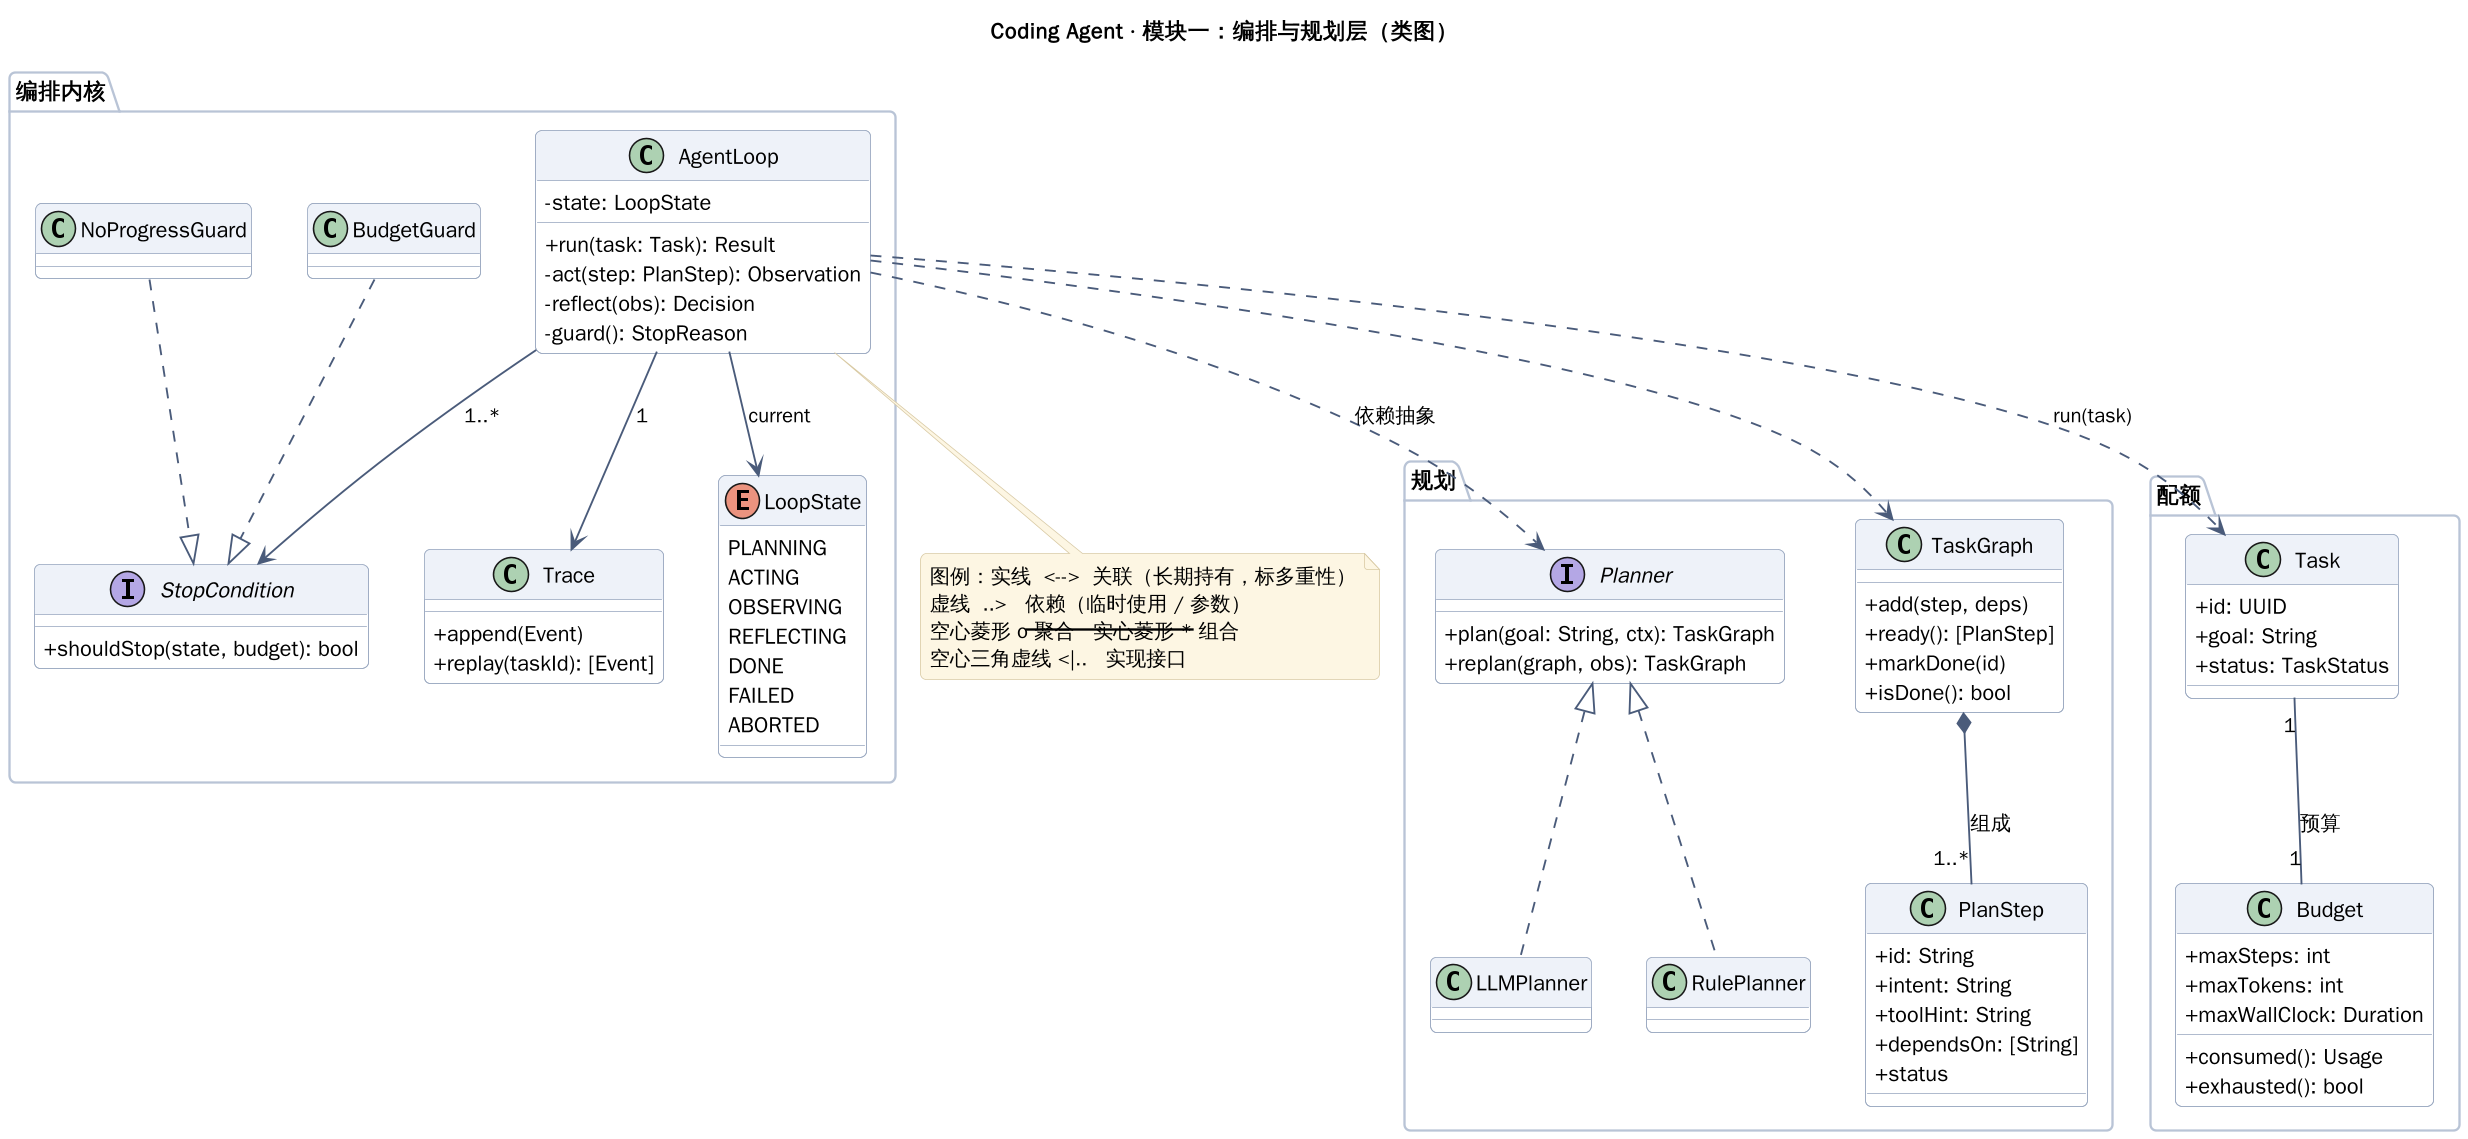 Coding Agent · 模块一：编排与规划层（类图）
编排内核
C AgentLoop
-state: LoopState
+run(task: Task): Result
-act(step: PlanStep): Observation
-reflect(obs): Decision
-guard(): StopReason
C NoProgressGuard
C BudgetGuard
1..*
1
current
依赖抽象
run(task)
I StopCondition
+shouldStop(state, budget): bool
C Trace
+append(Event)
+replay(taskId): [Event]
E LoopState
PLANNING
ACTING
OBSERVING
REFLECTING
DONE
FAILED
ABORTED
图例：实线 <--> 关联（长期持有，标多重性）
虚线 ..> 依赖（临时使用 / 参数）
空心菱形 o 聚合 实心菱形 * 组合
空心三角虚线 <|.. 实现接口
规划
I Planner
+plan(goal: String, ctx): TaskGraph
+replan(graph, obs): TaskGraph
C TaskGraph
+add(step, deps)
+ready(): [PlanStep]
+markDone(id)
+isDone(): bool
组成
1..*
C LLMPlanner
C RulePlanner
C PlanStep
+id: String
+intent: String
+toolHint: String
+dependsOn: [String]
+status
配额
C Task
+id: UUID
+goal: String
+status: TaskStatus
1
预算
1
C Budget
+maxSteps: int
+maxTokens: int
+maxWallClock: Duration
+consumed(): Usage
+exhausted(): bool